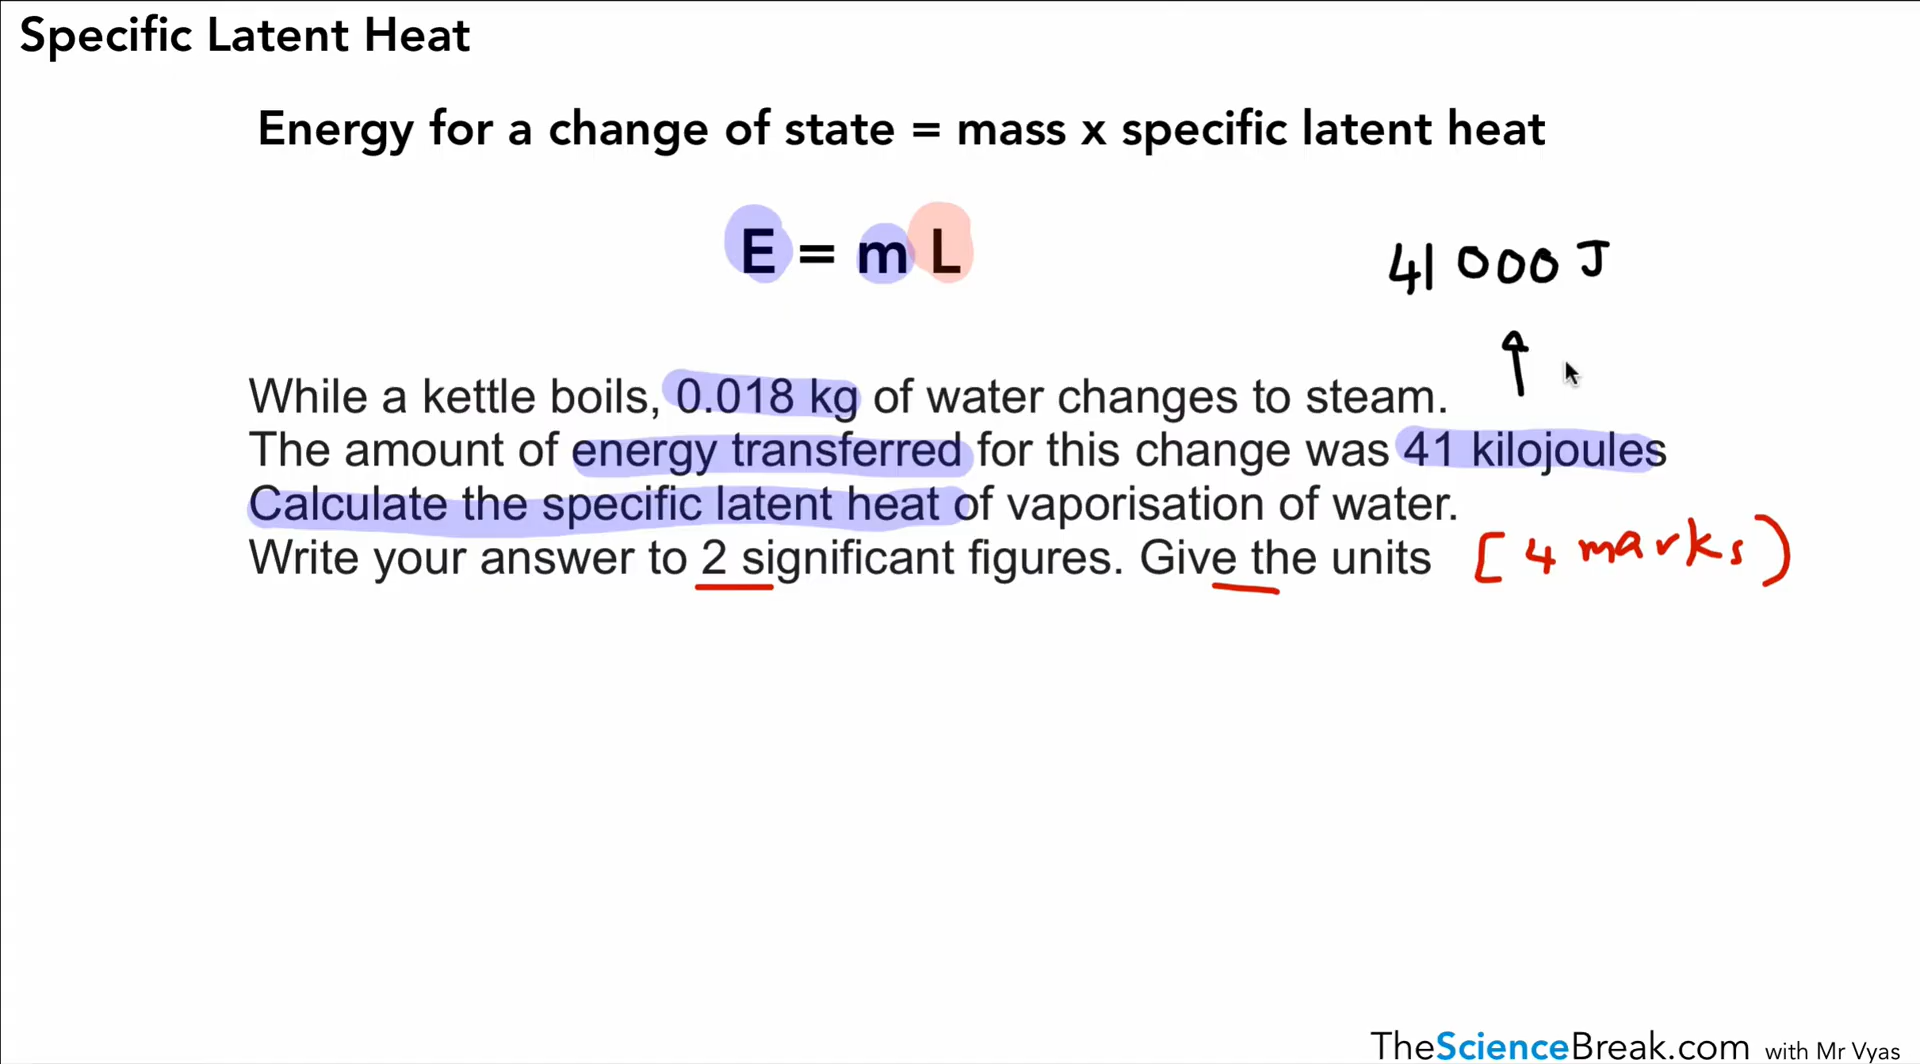 Specific Latent Heat
Energy for a change of state = mass x specific latent heat
E = m L
41 000 J
While a kettle boils, 0.018 kg of water changes to steam.
The amount of energy transferred for this change was 41 kilojoules
Calculate the specific latent heat of vaporisation of water.
Write your answer to 2 significant figures. Give the units [4 marks)
TheScienceBreak.com with Mr Vyas